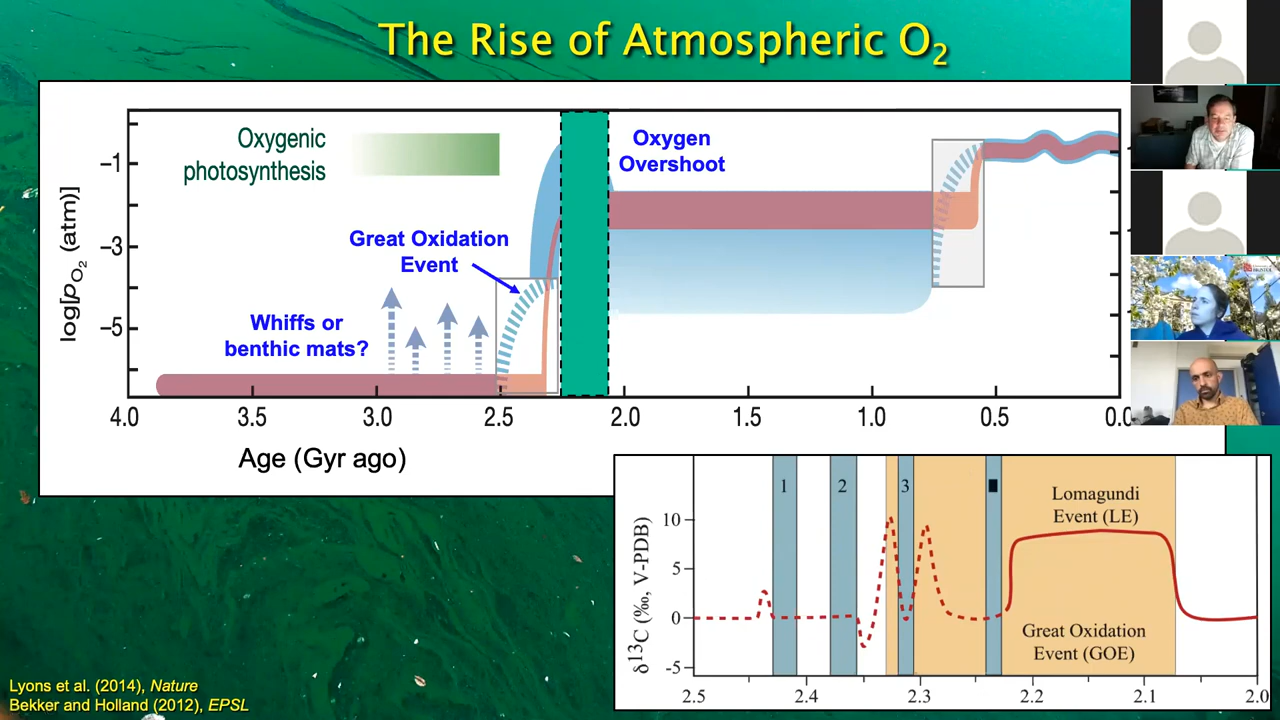 The Rise of Atmospheric O₂
log[pO₂ (atm)]
−1
−3
−5
Oxygenic
photosynthesis
Oxygen
Overshoot
Great Oxidation
Event
Whiffs or
benthic mats?
4.0 3.5 3.0 2.5 2.0 1.5 1.0 0.5 0.0
Age (Gyr ago)
δ¹³C (‰, V-PDB)
10
5
0
-5
1 2 3
Lomagundi
Event (LE)
Great Oxidation
Event (GOE)
2.5 2.4 2.3 2.2 2.1 2.0
Lyons et al. (2014), Nature
Bekker and Holland (2012), EPSL